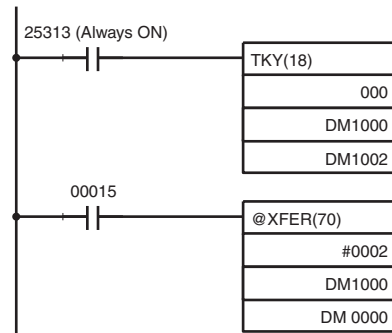 25313 (Always ON)
TKY(18)
000
DM1000
DM1002
00015
@XFER(70)
#0002
DM1000
DM 0000